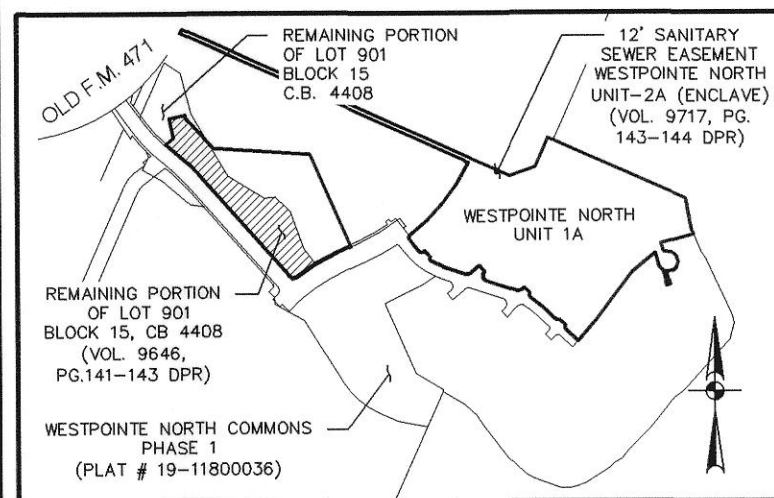 REMAINING PORTION
OF LOT 901
BLOCK 15
C.B. 4408
12' SANITARY
SEWER EASEMENT
WESTPOINTE NORTH
UNIT-2A (ENCLAVE)
(VOL. 9717, PG.
143-144 DPR)
OLD F.M. 471
WESTPOINTE NORTH
UNIT 1A
REMAINING PORTION
OF LOT 901
BLOCK 15, CB 4408
(VOL. 9646,
PG.141-143 DPR)
WESTPOINTE NORTH COMMONS
PHASE 1
(PLAT # 19-11800036)